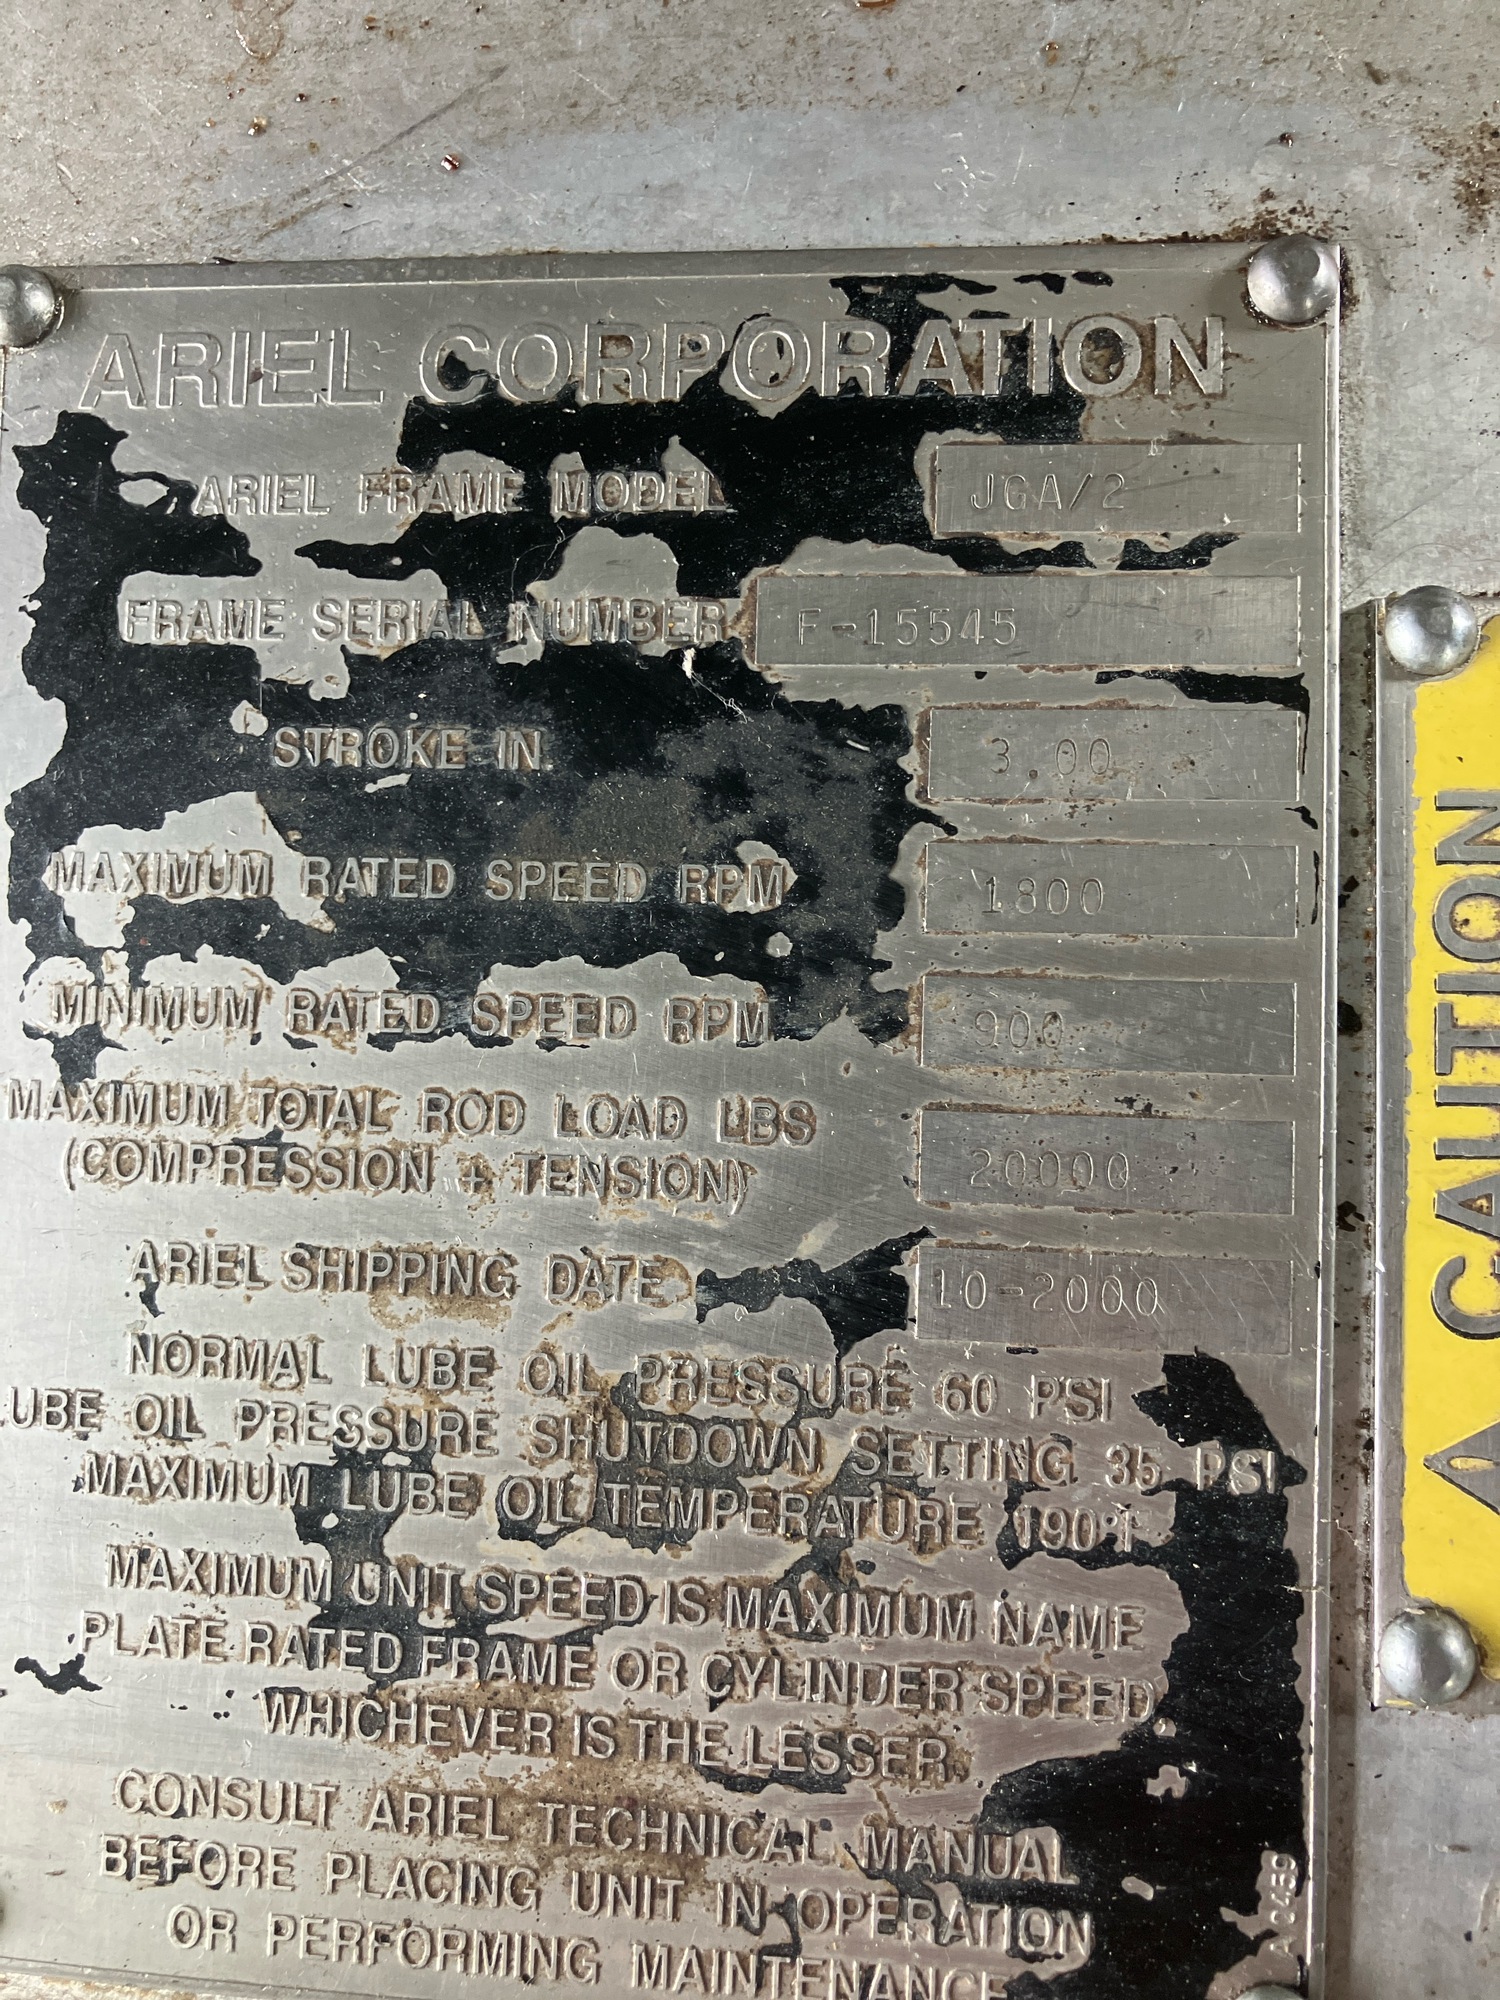 ARIEL CORPORATION
ARIEL FRAME MODEL JGA/2
FRAME SERIAL NUMBER F-15545
STROKE IN. 3.00
MAXIMUM RATED SPEED RPM 1800
MINIMUM RATED SPEED RPM 900
MAXIMUM TOTAL ROD LOAD LBS
(COMPRESSION + TENSION) 20000
ARIEL SHIPPING DATE 10-2000
NORMAL LUBE OIL PRESSURE 60 PSI
LUBE OIL PRESSURE SHUTDOWN SETTING 35 PSI
MAXIMUM LUBE OIL TEMPERATURE 190°F
MAXIMUM UNIT SPEED IS MAXIMUM NAME
PLATE RATED FRAME OR CYLINDER SPEED,
WHICHEVER IS THE LESSER.
CONSULT ARIEL TECHNICAL MANUAL
BEFORE PLACING UNIT IN OPERATION
OR PERFORMING MAINTENANCE
CAUTION